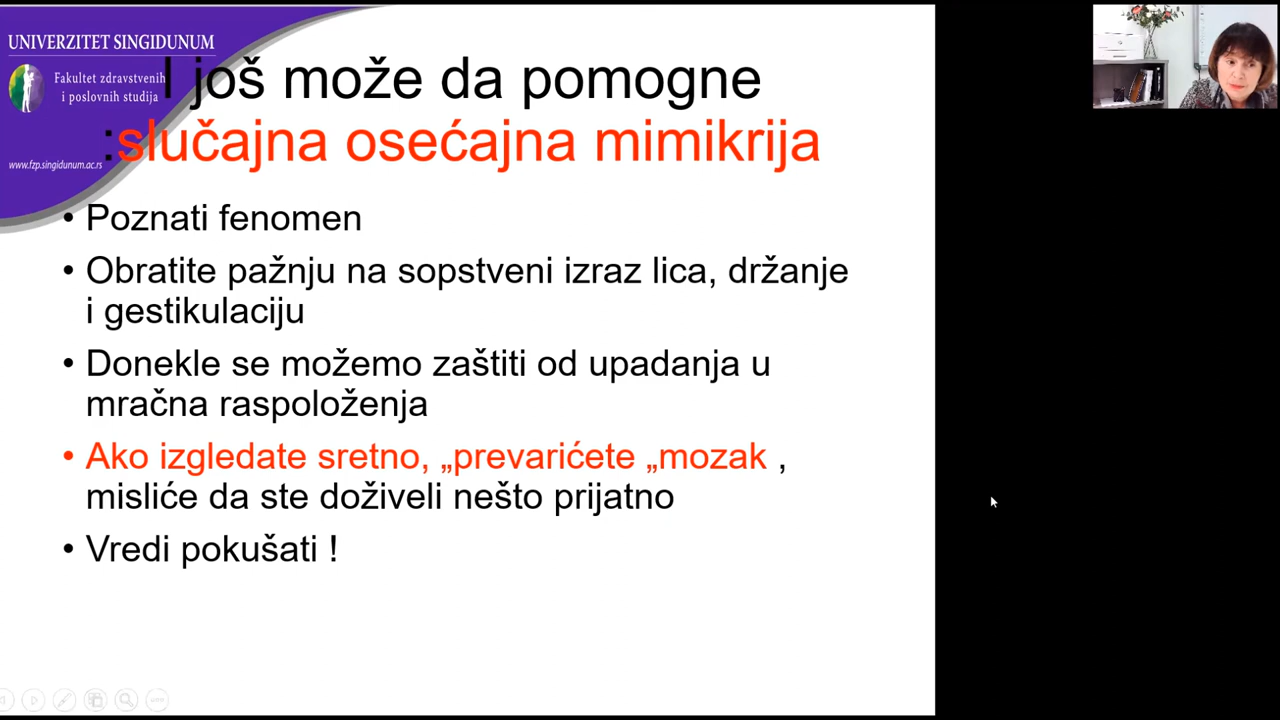 UNIVERZITET SINGIDUNUM
Fakultet zdravstvenih
i poslovnih studija
www.fzp.singidunum.ac.rs
I još može da pomogne
:slučajna osećajna mimikrija
• Poznati fenomen
• Obratite pažnju na sopstveni izraz lica, držanje
i gestikulaciju
• Donekle se možemo zaštiti od upadanja u
mračna raspoloženja
• Ako izgledate sretno, „prevarićete „mozak ,
misliće da ste doživeli nešto prijatno
• Vredi pokušati !